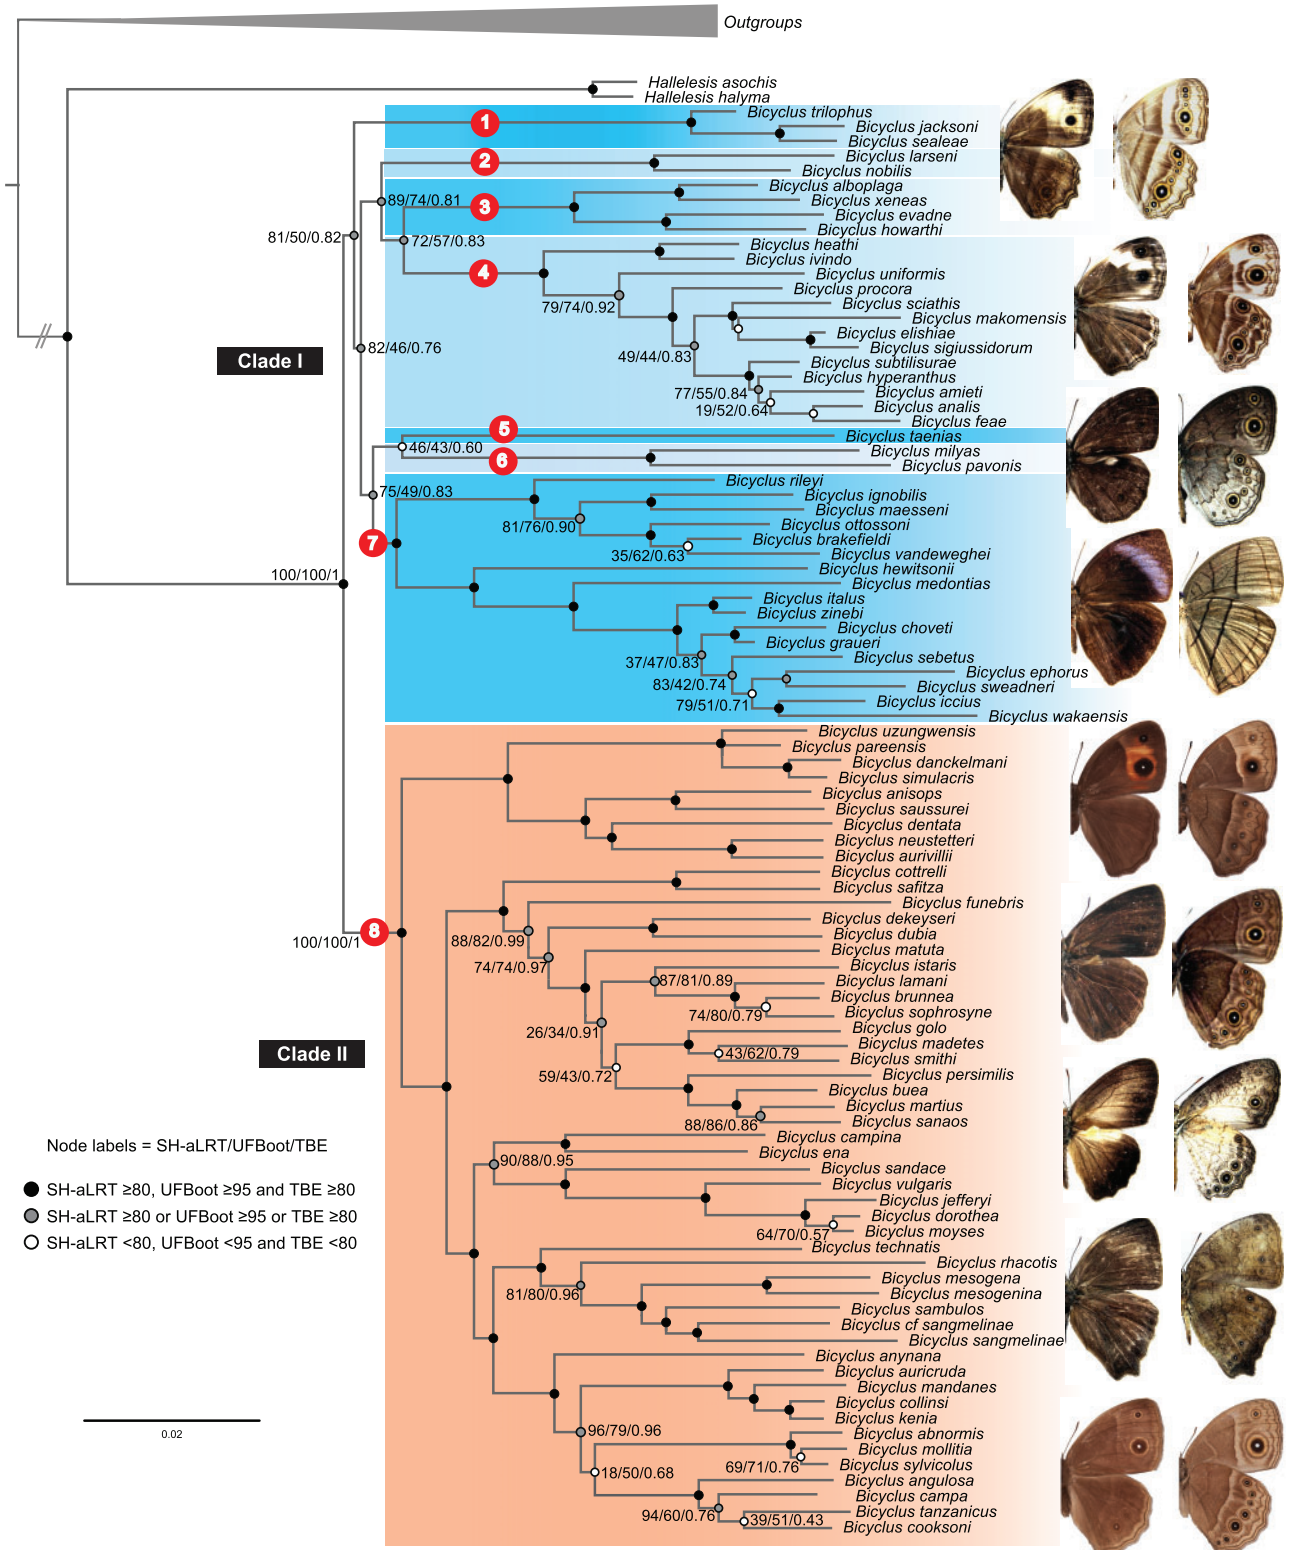 Outgroups
Hallelesis asochis
Hallelesis halyma
Bicyclus trilophus
1
Bicyclus jacksoni
Bicyclus sealeae
Bicyclus larseni
2
Bicyclus nobilis
Bicyclus alboplaga
89/74/0.81
Bicyclus xeneas
3
Bicyclus evadne
Bicyclus howarthi
81/50/0.82
72/57/0.83
Bicyclus heathi
Bicyclus ivindo
4
Bicyclus uniformis
Bicyclus procora
79/74/0.92
Bicyclus sciathis
Bicyclus makomensis
Bicyclus elishiae
82/46/0.76
Bicyclus sigiussidorum
49/44/0.83
Clade I
Bicyclus subtilisurae
Bicyclus hyperanthus
77/55/0.84
Bicyclus amieti
19/52/0.64
Bicyclus analis
Bicyclus feae
5
Bicyclus taenias
46/43/0.60
Bicyclus milyas
6
Bicyclus pavonis
Bicyclus rileyi
75/49/0.83
Bicyclus ignobilis
Bicyclus maesseni
81/76/0.90
Bicyclus ottossoni
7
Bicyclus brakefieldi
35/62/0.63
Bicyclus vandeweghei
Bicyclus hewitsonii
100/100/1
Bicyclus medontias
Bicyclus italus
Bicyclus zinebi
Bicyclus choveti
Bicyclus graueri
37/47/0.83
Bicyclus sebetus
Bicyclus ephorus
83/42/0.74
Bicyclus sweadneri
79/51/0.71
Bicyclus iccius
Bicyclus wakaensis
Bicyclus uzungwensis
Bicyclus pareensis
Bicyclus danckelmani
Bicyclus simulacris
Bicyclus anisops
Bicyclus saussurei
Bicyclus dentata
Bicyclus neustetteri
Bicyclus aurivillii
Bicyclus cottrelli
Bicyclus safitza
Bicyclus funebris
Bicyclus dekeyseri
8
100/100/1
88/82/0.99
Bicyclus dubia
Bicyclus matuta
74/74/0.97
Bicyclus istaris
87/81/0.89
Bicyclus lamani
Bicyclus brunnea
74/80/0.79
Bicyclus sophrosyne
26/34/0.91
Bicyclus golo
Bicyclus madetes
Clade II
43/62/0.79
Bicyclus smithi
59/43/0.72
Bicyclus persimilis
Bicyclus buea
Bicyclus martius
88/86/0.86
Bicyclus sanaos
Bicyclus campina
Node labels = SH-aLRT/UFBoot/TBE
Bicyclus ena
90/88/0.95
Bicyclus sandace
Bicyclus vulgaris
SH-aLRT ≥80, UFBoot ≥95 and TBE ≥80
Bicyclus jefferyi
SH-aLRT ≥80 or UFBoot ≥95 or TBE ≥80
Bicyclus dorothea
64/70/0.57
Bicyclus moyses
SH-aLRT <80, UFBoot <95 and TBE <80
Bicyclus technatis
Bicyclus rhacotis
Bicyclus mesogena
81/80/0.96
Bicyclus mesogenina
Bicyclus sambulos
Bicyclus cf sangmelinae
Bicyclus sangmelinae
Bicyclus anynana
Bicyclus auricruda
Bicyclus mandanes
Bicyclus collinsi
Bicyclus kenia
0.02
96/79/0.96
Bicyclus abnormis
Bicyclus mollitia
69/71/0.76
Bicyclus sylvicolus
18/50/0.68
Bicyclus angulosa
Bicyclus campa
94/60/0.76
Bicyclus tanzanicus
39/51/0.43
Bicyclus cooksoni